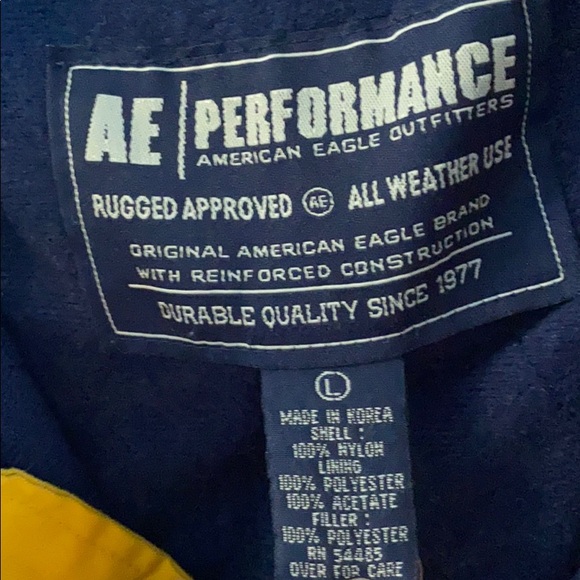 AE PERFORMANCE
AMERICAN EAGLE OUTFITTERS
RUGGED APPROVED AE ALL WEATHER USE
ORIGINAL AMERICAN EAGLE BRAND
WITH REINFORCED CONSTRUCTION
DURABLE QUALITY SINCE 1977
L
MADE IN KOREA
SHELL :
100% NYLON
LINING
100% POLYESTER
100% ACETATE
FILLER :
100% POLYESTER
RN 54485
OVER FOR CARE